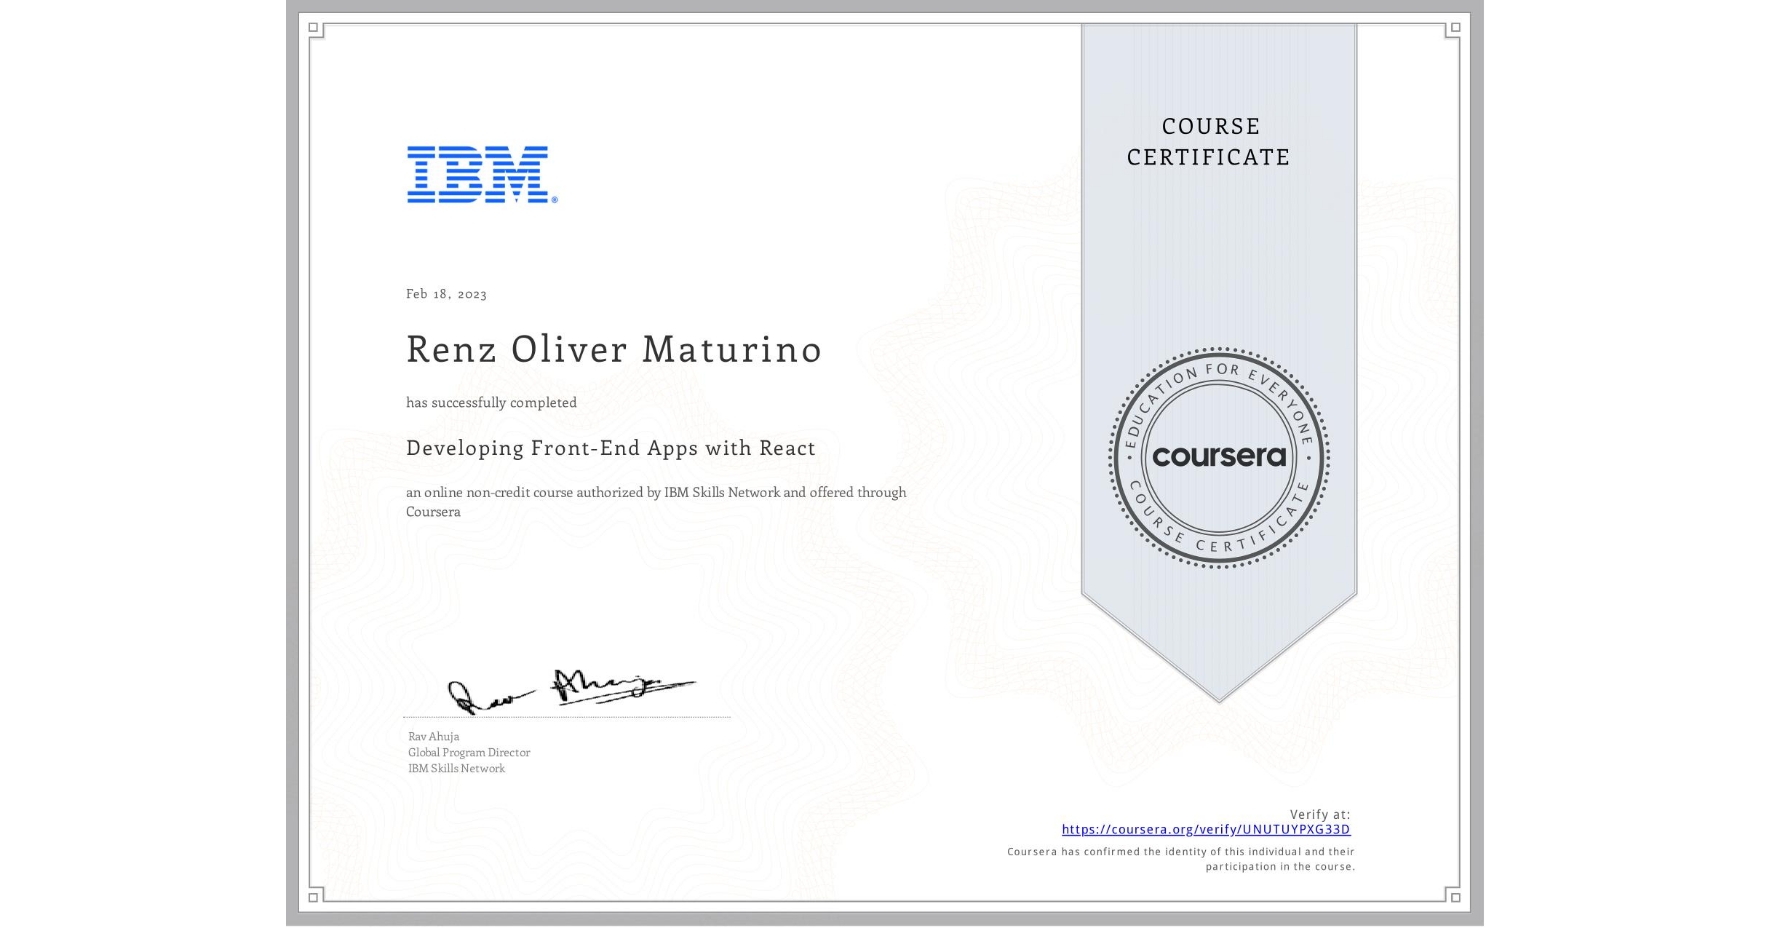 COURSE
CERTIFICATE
IBM®
Feb 18, 2023
Renz Oliver Maturino
has successfully completed
Developing Front-End Apps with React
an online non-credit course authorized by IBM Skills Network and offered through
Coursera
EDUCATION FOR EVERYONE
coursera
COURSE CERTIFICATE
Rav Ahuja
Rav Ahuja
Global Program Director
IBM Skills Network
Verify at:
https://coursera.org/verify/UNUTUYPXG33D
Coursera has confirmed the identity of this individual and their
participation in the course.